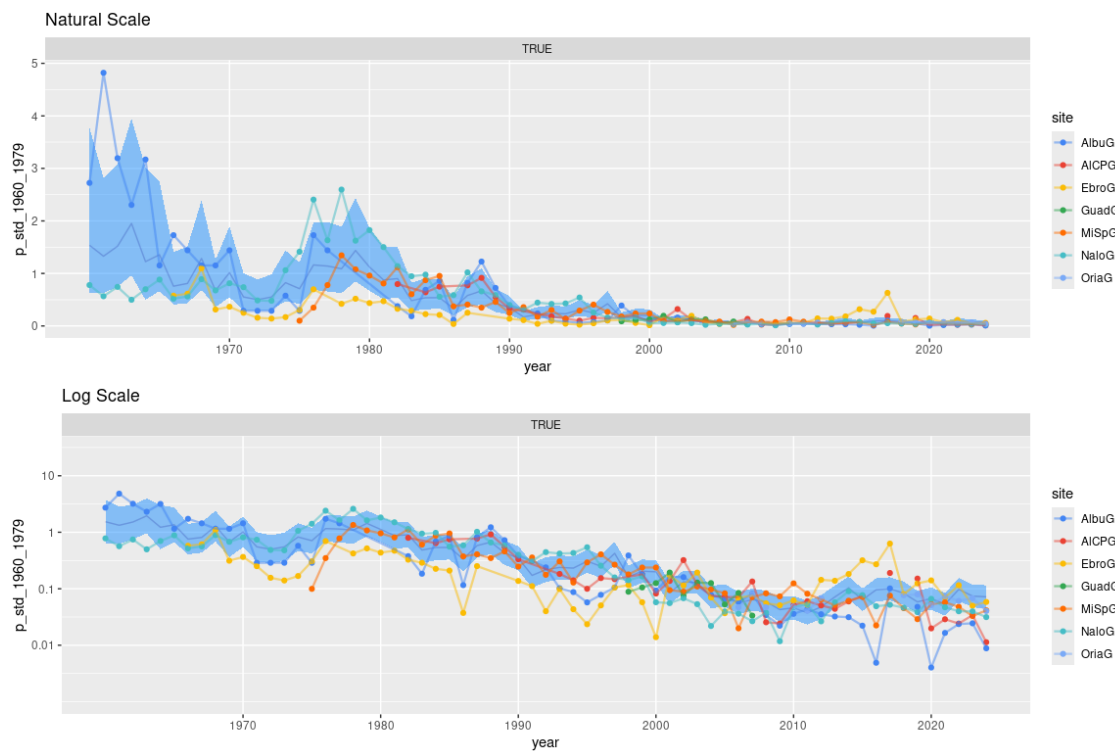 Natural Scale
TRUE
5
4
3
2
1
0
p_std_1960_1979
1970
1980
1990
2000
2010
2020
year
site
AlbuG
AlCPG
EbroG
GuadG
MiSpG
NaloG
OriaG
Log Scale
TRUE
10
1
0.1
0.01
p_std_1960_1979
1970
1980
1990
2000
2010
2020
year
site
AlbuG
AlCPG
EbroG
GuadG
MiSpG
NaloG
OriaG